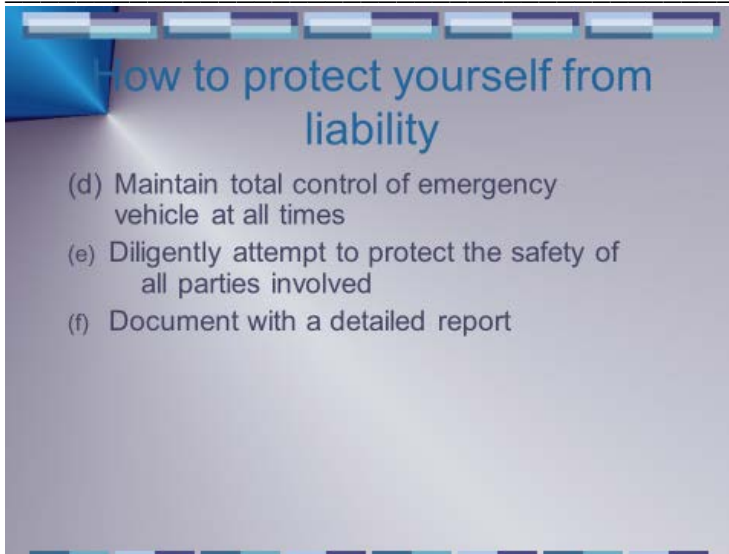 How to protect yourself from
liability
(d) Maintain total control of emergency
vehicle at all times
(e) Diligently attempt to protect the safety of
all parties involved
(f) Document with a detailed report